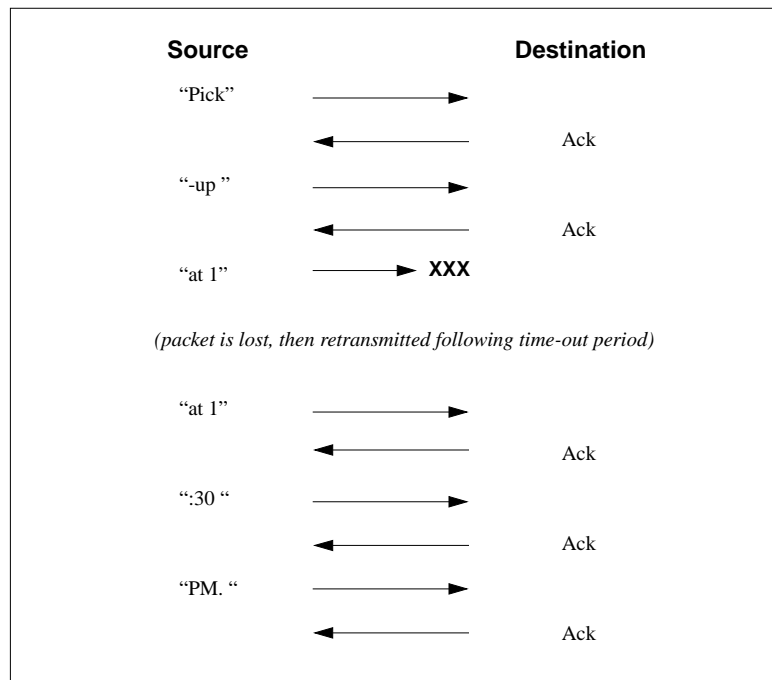 Source Destination
“Pick”
Ack
“-up ”
Ack
“at 1” XXX
(packet is lost, then retransmitted following time-out period)
“at 1”
Ack
“:30 “
Ack
“PM. “
Ack